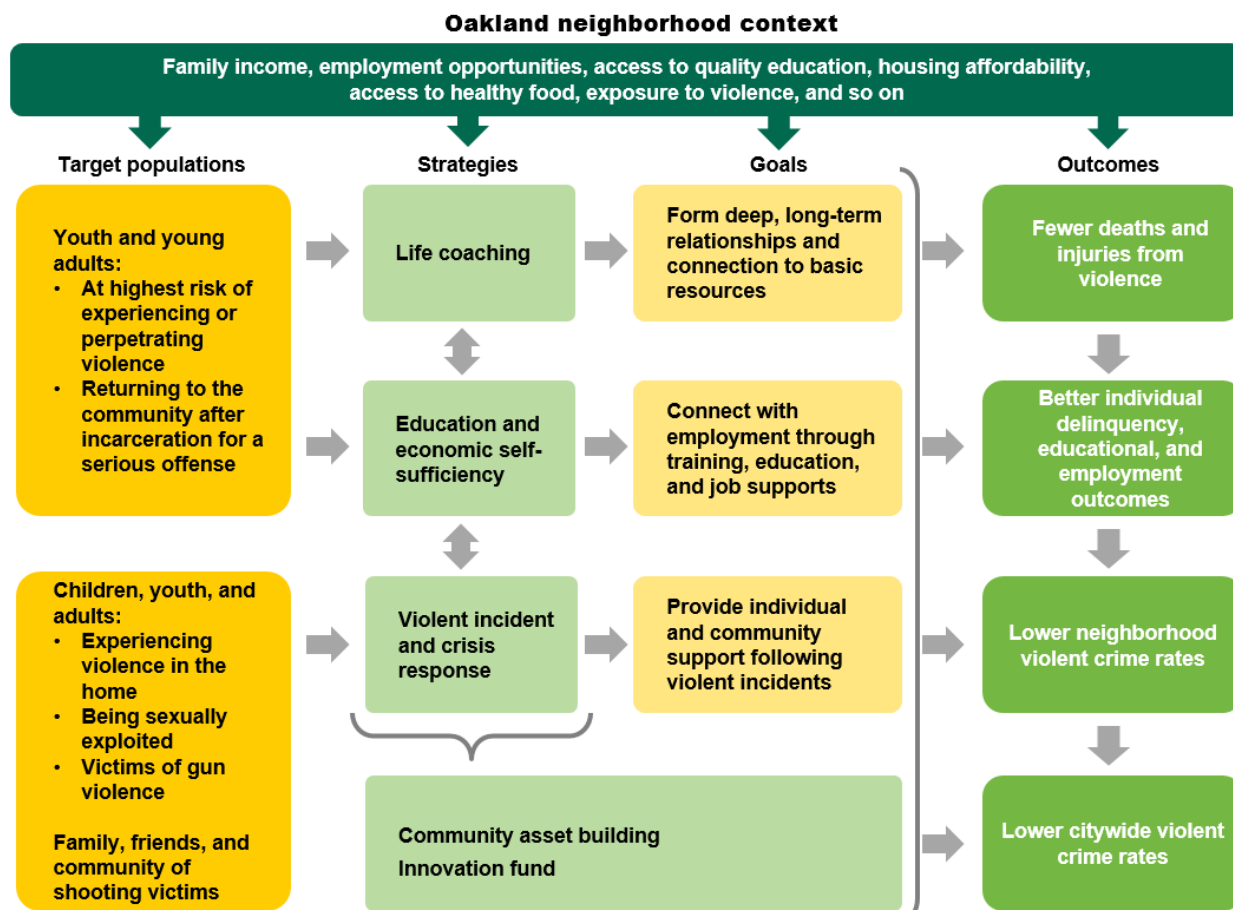 Oakland neighborhood context
Family income, employment opportunities, access to quality education, housing affordability,
access to healthy food, exposure to violence, and so on
Target populations
Strategies
Goals
Outcomes
Youth and young
adults:
• At highest risk of
experiencing or
perpetrating
violence
• Returning to the
community after
incarceration for a
serious offense
Life coaching
Form deep, long-term
relationships and
connection to basic
resources
Fewer deaths and
injuries from
violence
Education and
economic self-
sufficiency
Connect with
employment through
training, education,
and job supports
Better individual
delinquency,
educational, and
employment
outcomes
Children, youth, and
adults:
• Experiencing
violence in the
home
• Being sexually
exploited
• Victims of gun
violence
Family, friends, and
community of
shooting victims
Violent incident
and crisis
response
Provide individual
and community
support following
violent incidents
Lower neighborhood
violent crime rates
Community asset building
Innovation fund
Lower citywide violent
crime rates